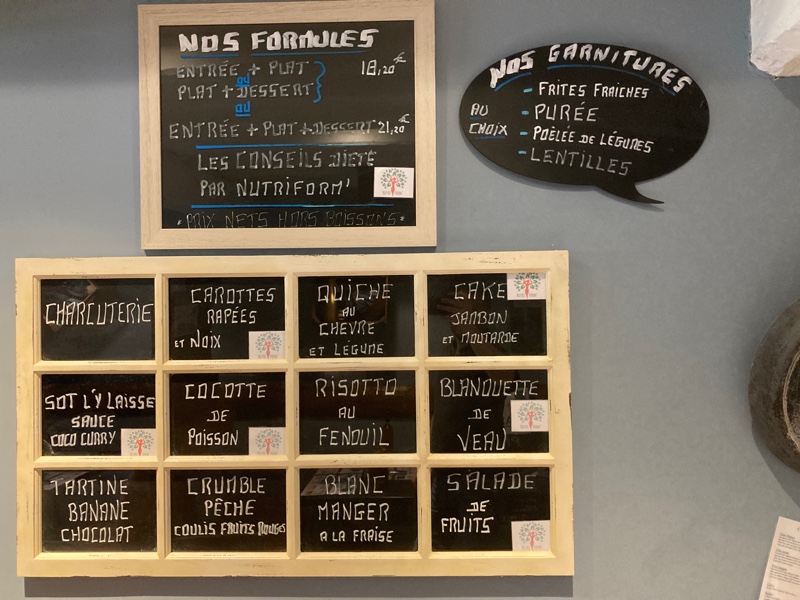 NOS FORMULES
ENTRÉE + PLAT 18,20€
OU
PLAT + DESSERT
OU
ENTRÉE + PLAT + DESSERT 21,20€
LES CONSEILS DIETE
PAR NUTRIFORM'
*PRIX NETS HORS BOISSONS*
NOS GARNITURES
AU CHOIX
- FRITES FRAICHES
- PURÉE
- POÊLÉE DE LÉGUMES
- LENTILLES
CHARCUTERIE
CAROTTES
RAPÉES
ET NOIX
QUICHE
AU
CHEVRE
ET LÉGUME
CAKE
JAMBON
ET MOUTARDE
SOT L'Y LAISSE
SAUCE
COCO CURRY
COCOTTE
DE
POISSON
RISOTTO
AU
FENOUIL
BLANQUETTE
DE
VEAU
TARTINE
BANANE
CHOCOLAT
CRUMBLE
PÊCHE
COULIS FRUITS ROUGES
BLANC
MANGER
A LA FRAISE
SALADE
DE
FRUITS